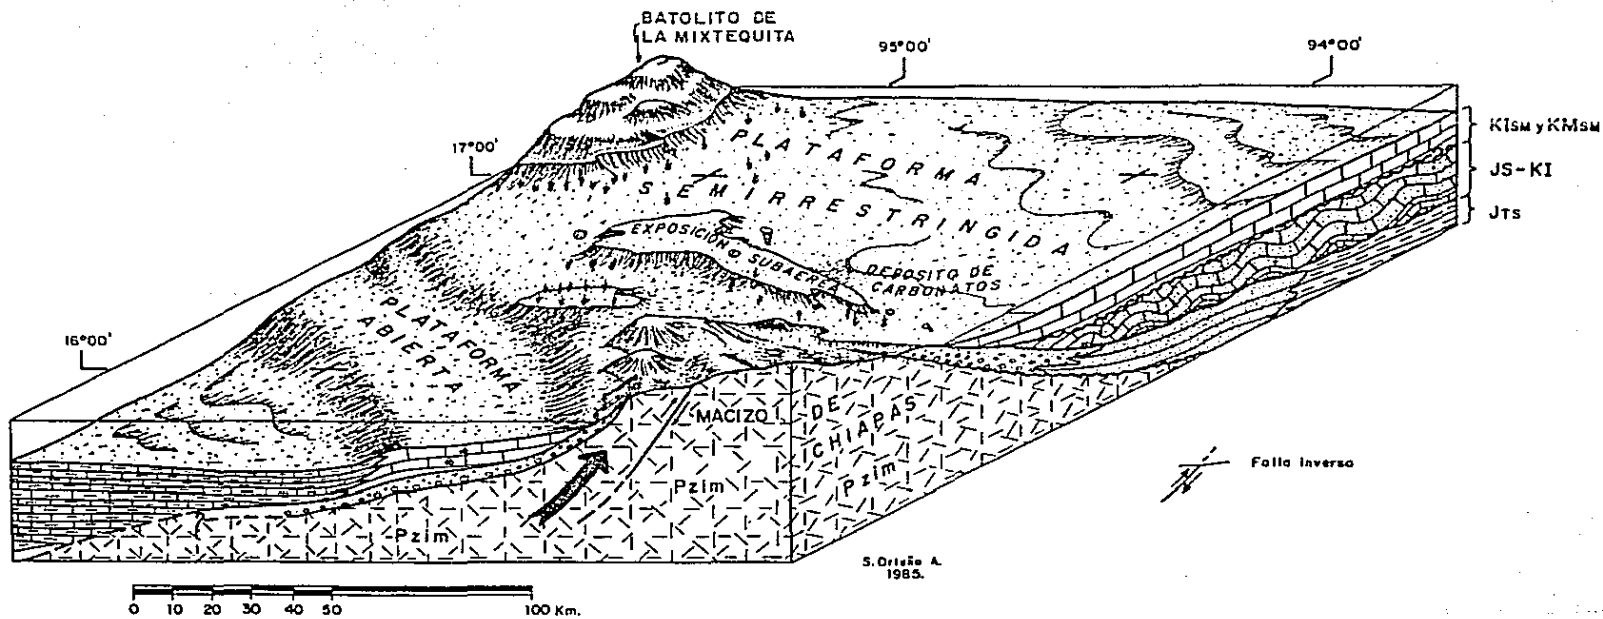 BATOLITO DE
LA MIXTEQUITA
95°00'
94°00'
KIsM y KMsM
17°00'
JS-KI
JTS
PLATAFORMA
SEMIRRESTRINGIDA
EXPOSICIÓN SUBAEREA
DEPOSITO DE
CARBONATOS
PLATAFORMA
ABIERTA
16°00'
MACIZO
DE
CHIAPAS
Pzim
Pzim
Pzim
Falla Inversa
S.
A.
1985.
0 10 20 30 40 50 100 Km.